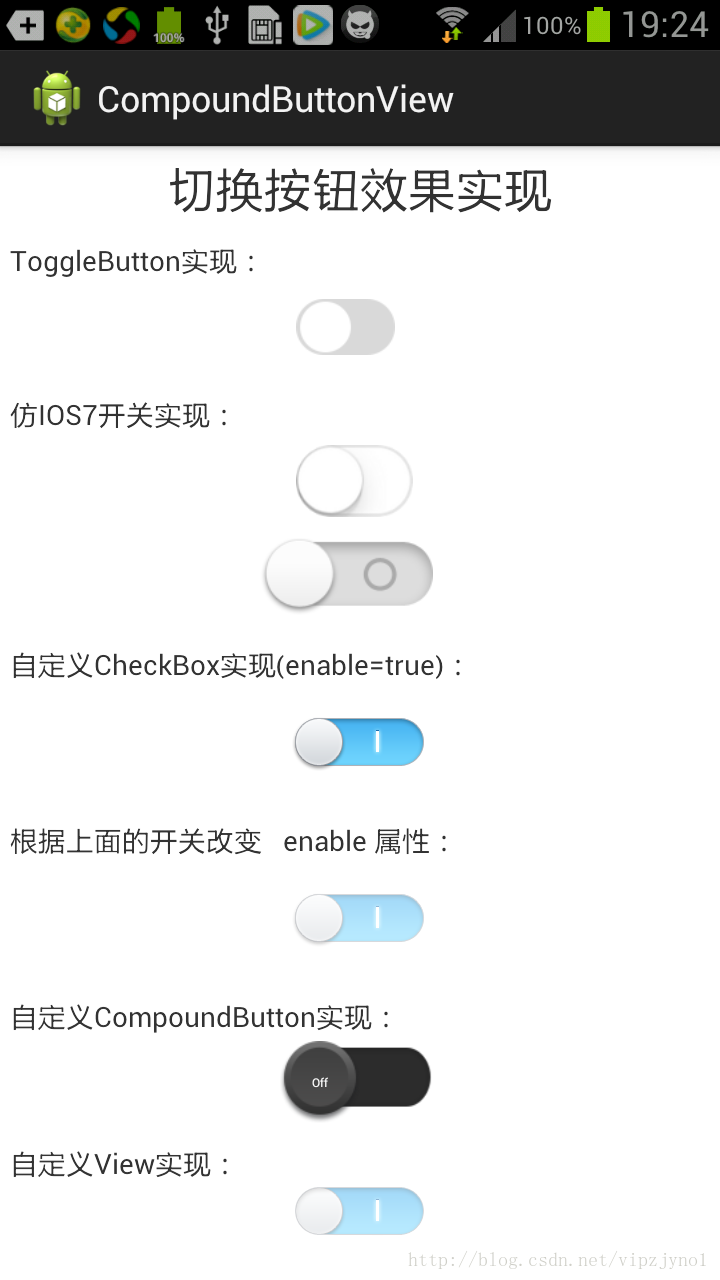 100%
100%
19:24
CompoundButtonView
切换按钮效果实现
ToggleButton实现：
仿IOS7开关实现：
自定义CheckBox实现(enable=true)：
根据上面的开关改变 enable 属性：
自定义CompoundButton实现：
Off
自定义View实现：
http://blog.csdn.net/vipzjyno1